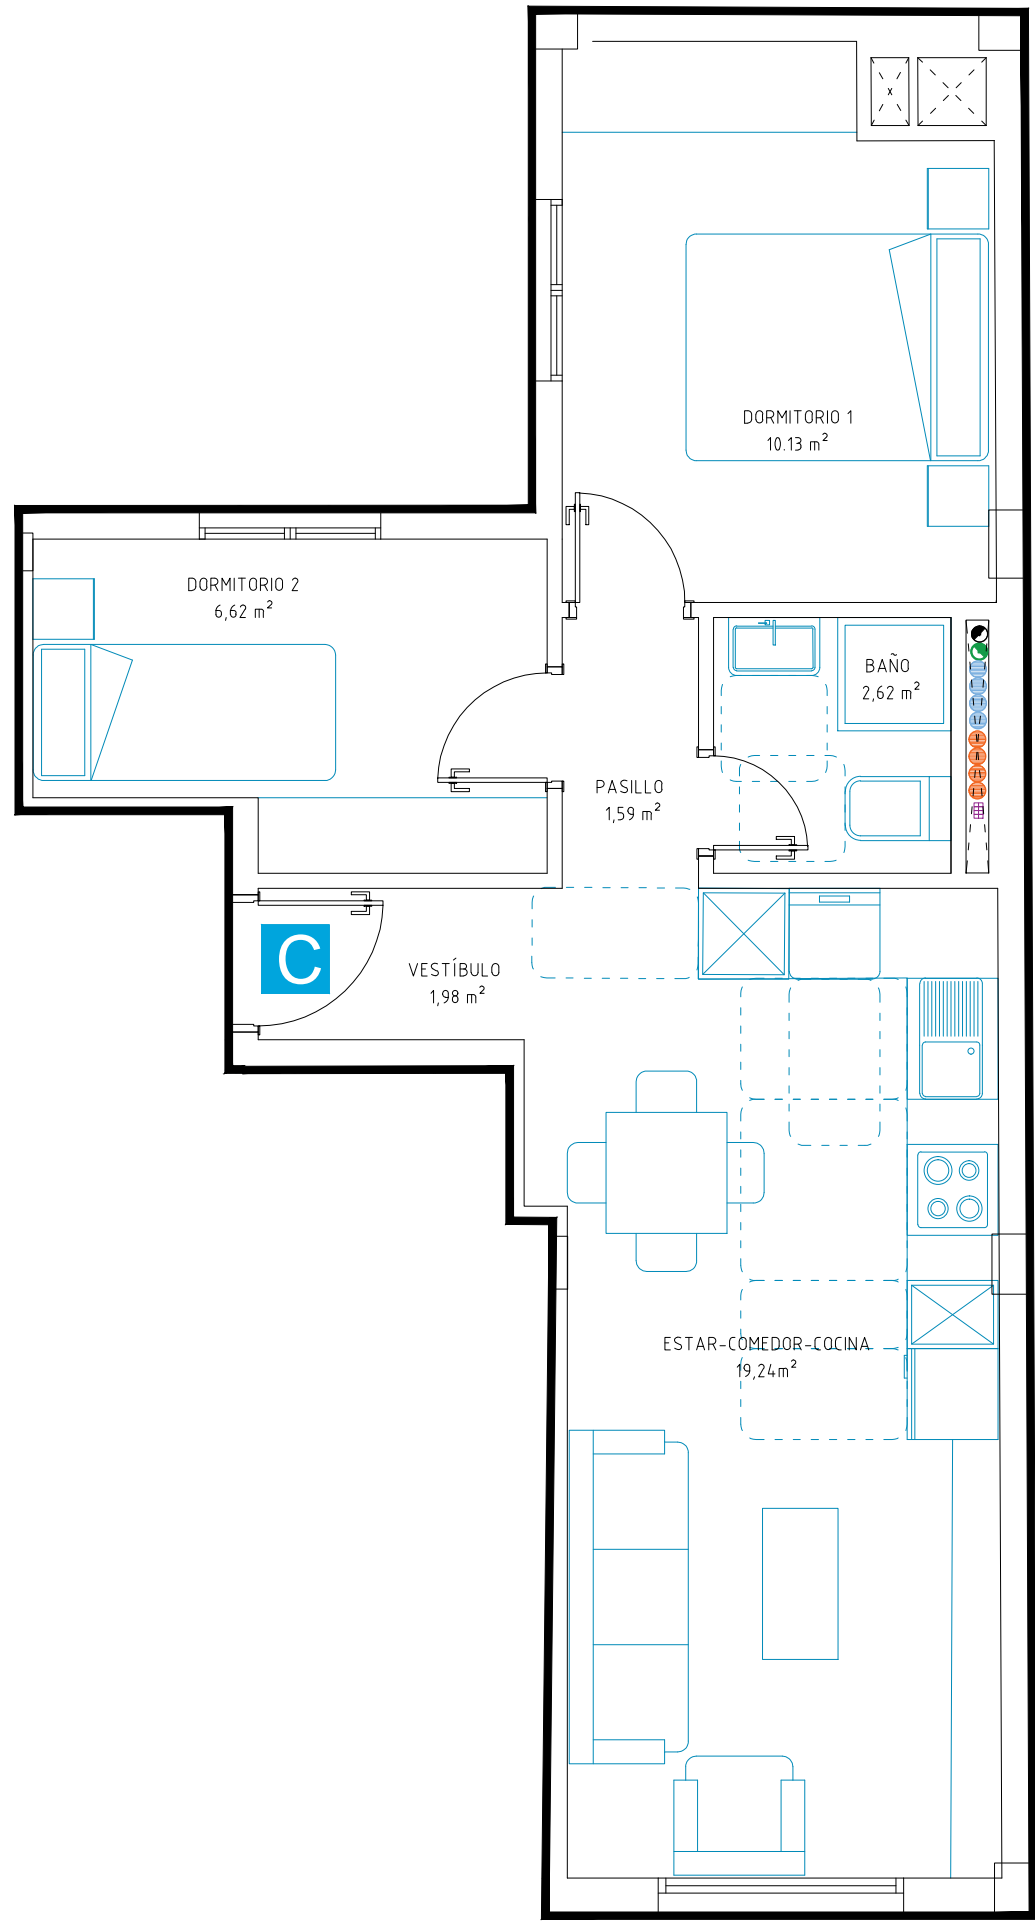 DORMITORIO 1
10.13 m²
DORMITORIO 2
6,62 m²
BAÑO
2,62 m²
PASILLO
1,59 m²
C
VESTÍBULO
1,98 m²
ESTAR-COMEDOR-COCINA
19,24m²